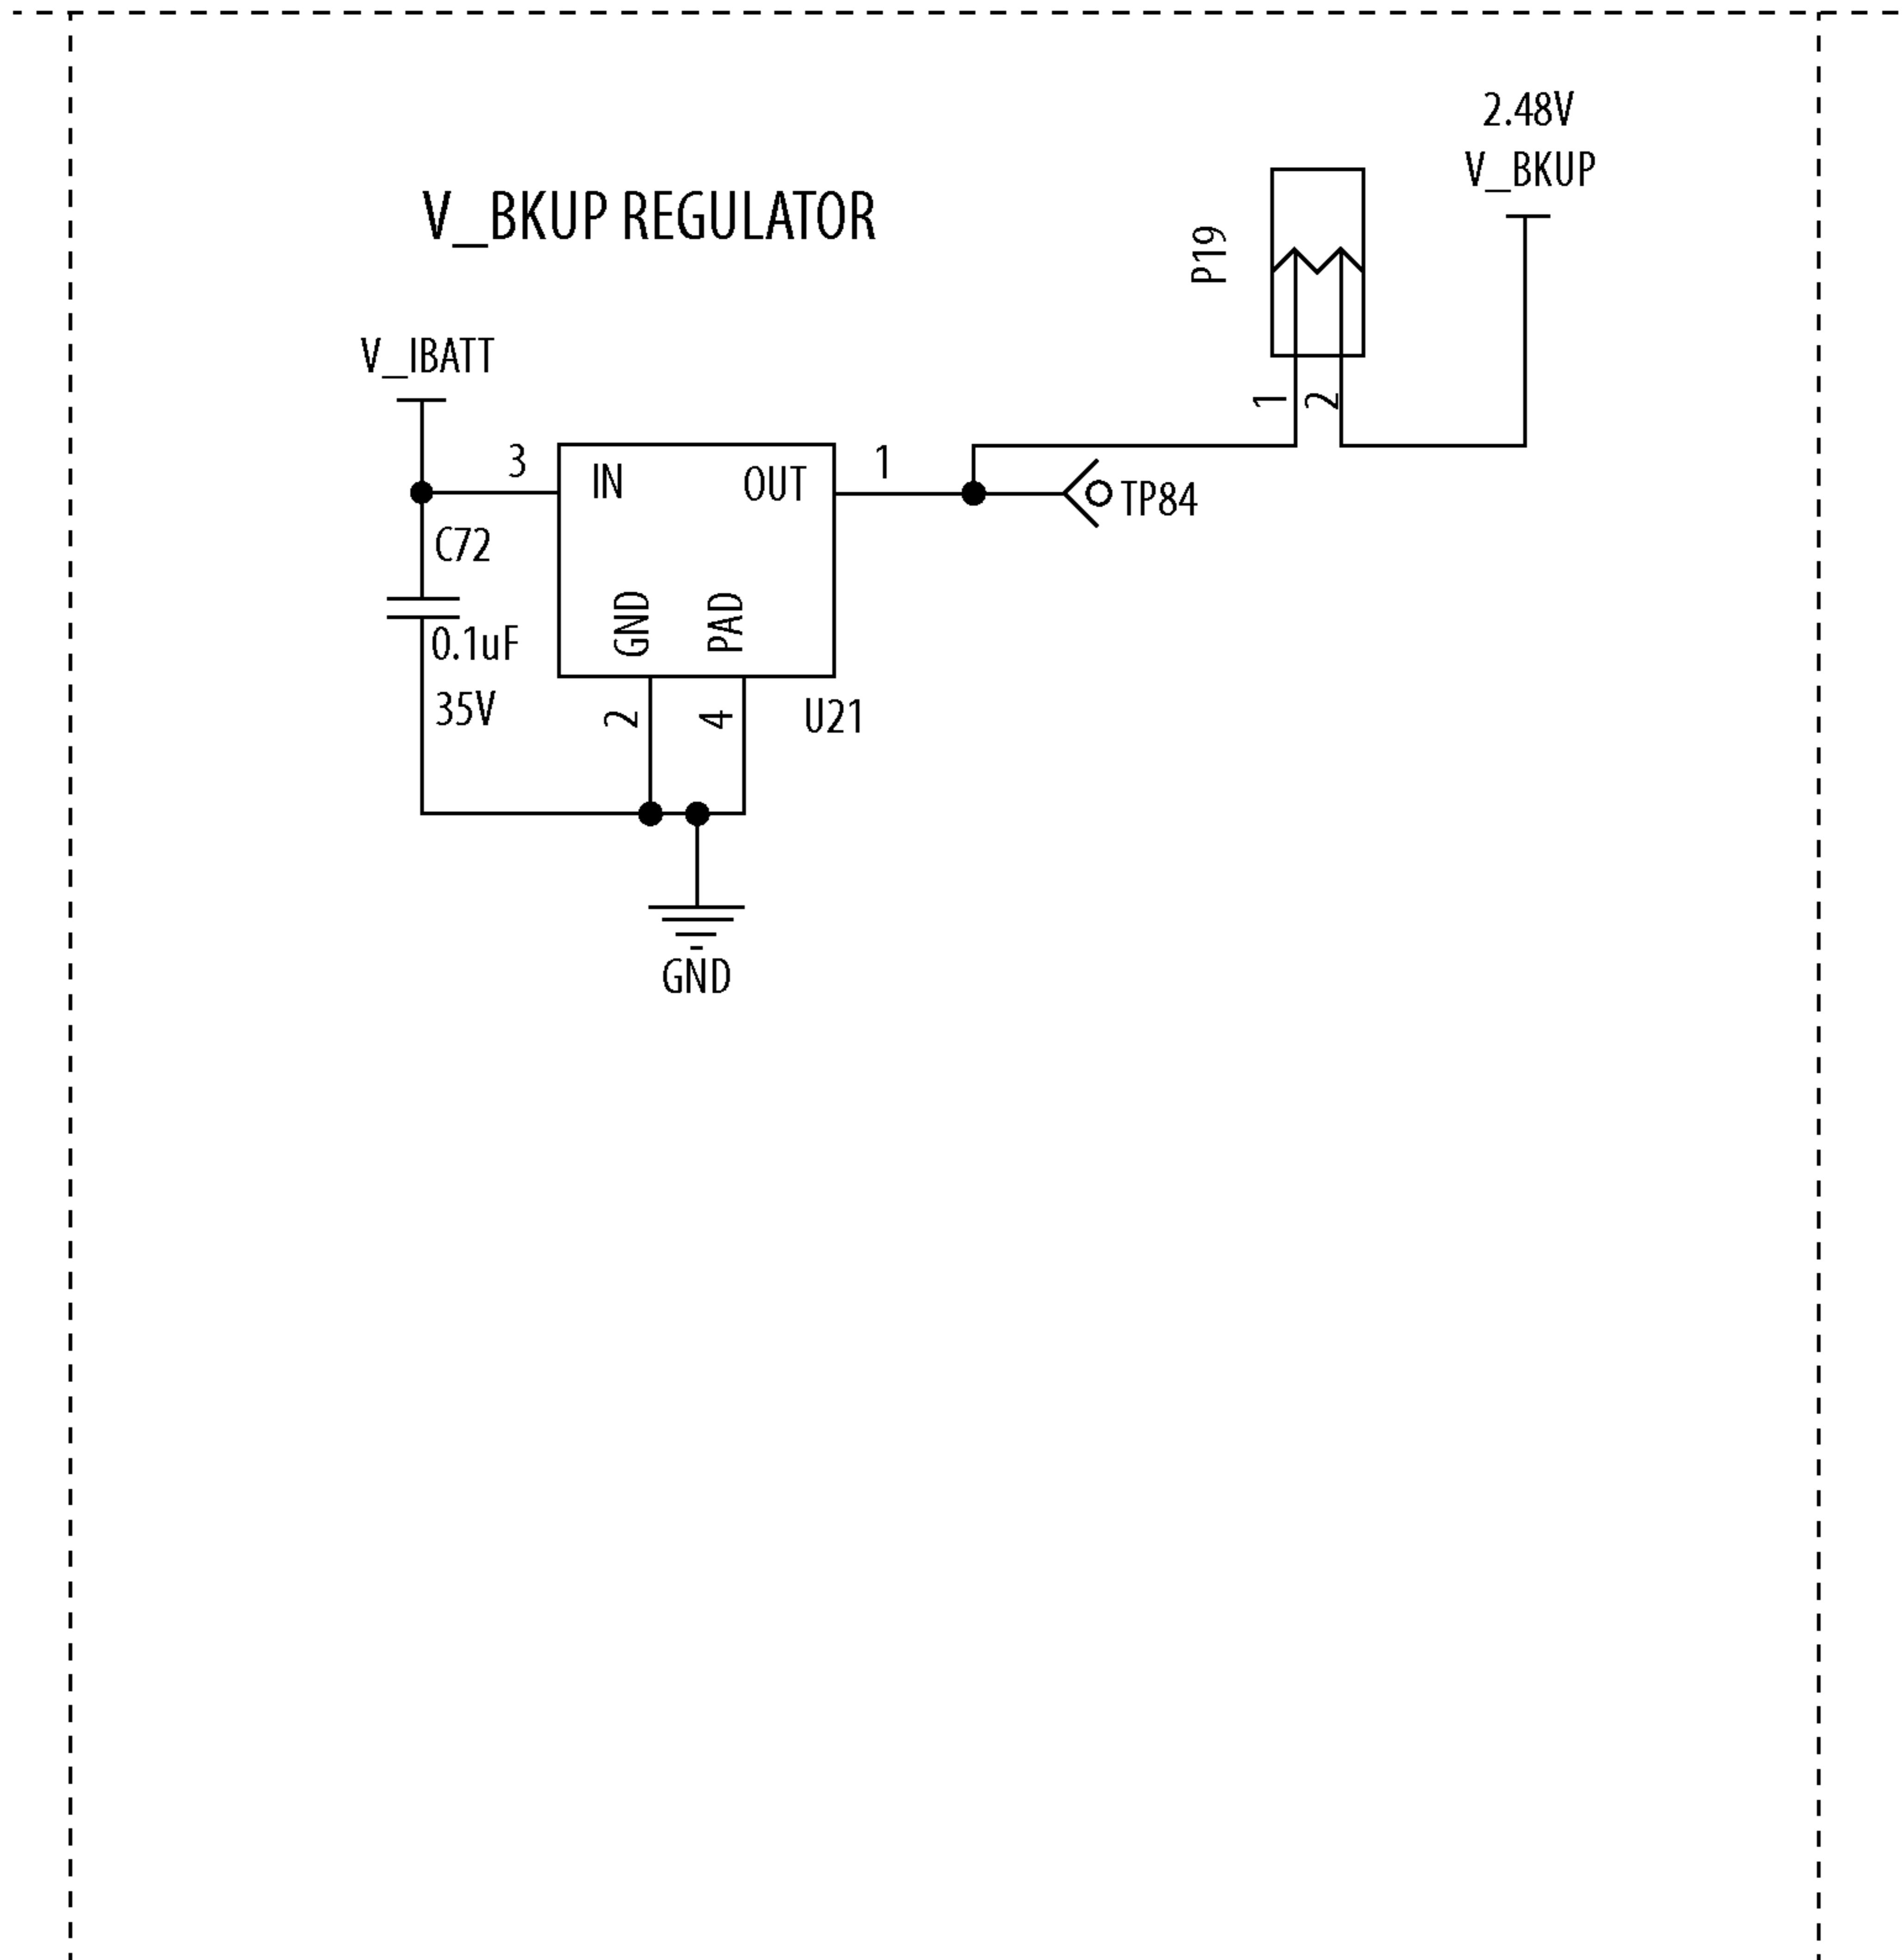 2.48V
V_BKUP
V_BKUP REGULATOR
P19
V_IBATT
1
2
3
IN
OUT
1
TP84
C72
0.1uF
35V
GND
PAD
2
4
U21
GND